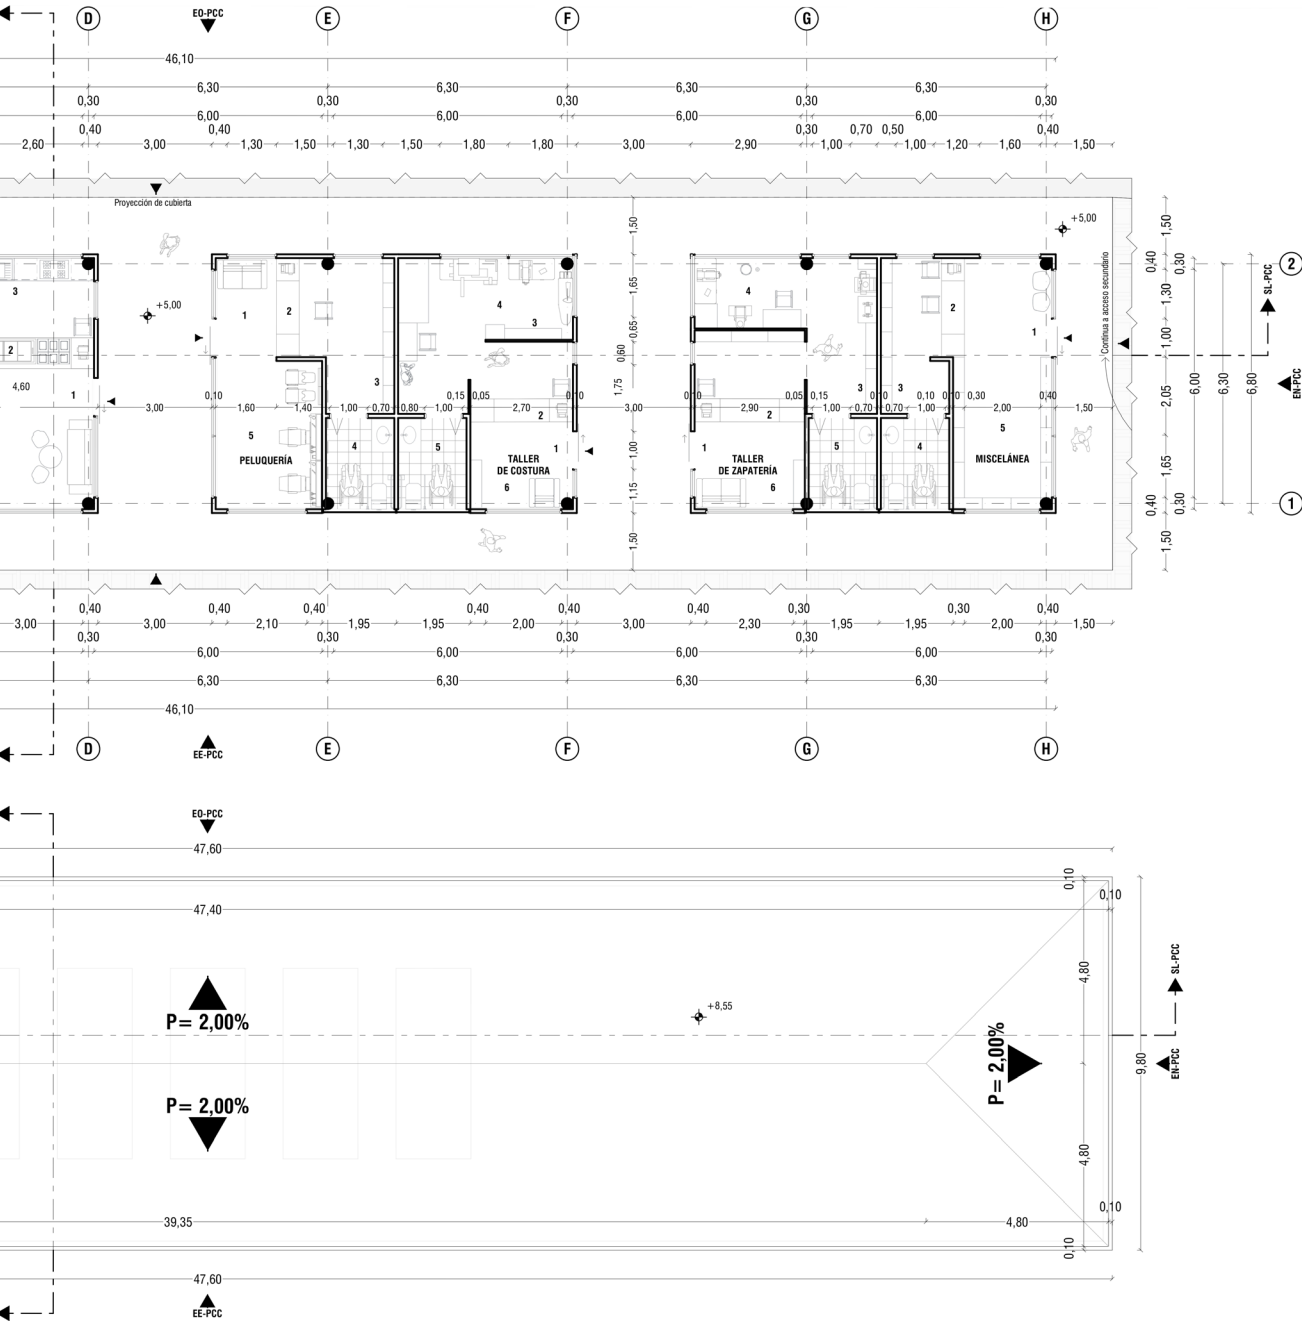 D EO-PCC E F G H
46,10
6,30 6,30 6,30 6,30
0,30 0,30 0,30 0,30 0,30
6,00 6,00 6,00 6,00
0,40 0,40 0,30 0,70 0,50 0,40
2,60 3,00 1,30 1,50 1,30 1,50 1,80 1,80 3,00 2,90 1,00 1,00 1,20 1,60 1,50
Proyección de cubierta
+5,00
1,50
1,50
0,40
0,30
2
SL-PCC
3
1
2
4
3
1,65
4
2
1
1,30
+5,00
Continua a acceso secundario
0,65
1,00
2
0,60
6,00
6,30
6,80
EN-PCC
4,60
1
3
3
3
1,75
2,05
3,00 0,10 1,60 1,40 1,00 0,70 0,80 1,00 0,15 0,05 2,70 0,10 3,00 0,10 2,90 0,05 0,15 1,00 0,70 0,10 0,70 0,10 1,00 0,10 0,30 2,00 0,40 1,50
2
2
5
PELUQUERÍA
4
5
1
TALLER
DE COSTURA
6
1,00
1
TALLER
DE ZAPATERÍA
6
5
4
5
MISCELÁNEA
1,65
1,15
0,40
0,30
1
1,50
1,50
0,40 0,40 0,40 0,40 0,40 0,40 0,30 0,30 0,40
3,00 3,00 2,10 1,95 1,95 2,00 3,00 2,30 1,95 1,95 2,00 1,50
0,30 0,30 0,30 0,30 0,30
6,00 6,00 6,00 6,00
6,30 6,30 6,30 6,30
46,10
D EE-PCC E F G H
EO-PCC
47,60
0,10
0,10
47,40
4,80
SL-PCC
+8,55
P= 2,00%
P= 2,00%
9,80
EN-PCC
P= 2,00%
4,80
0,10
39,35 4,80
0,10
47,60
EE-PCC